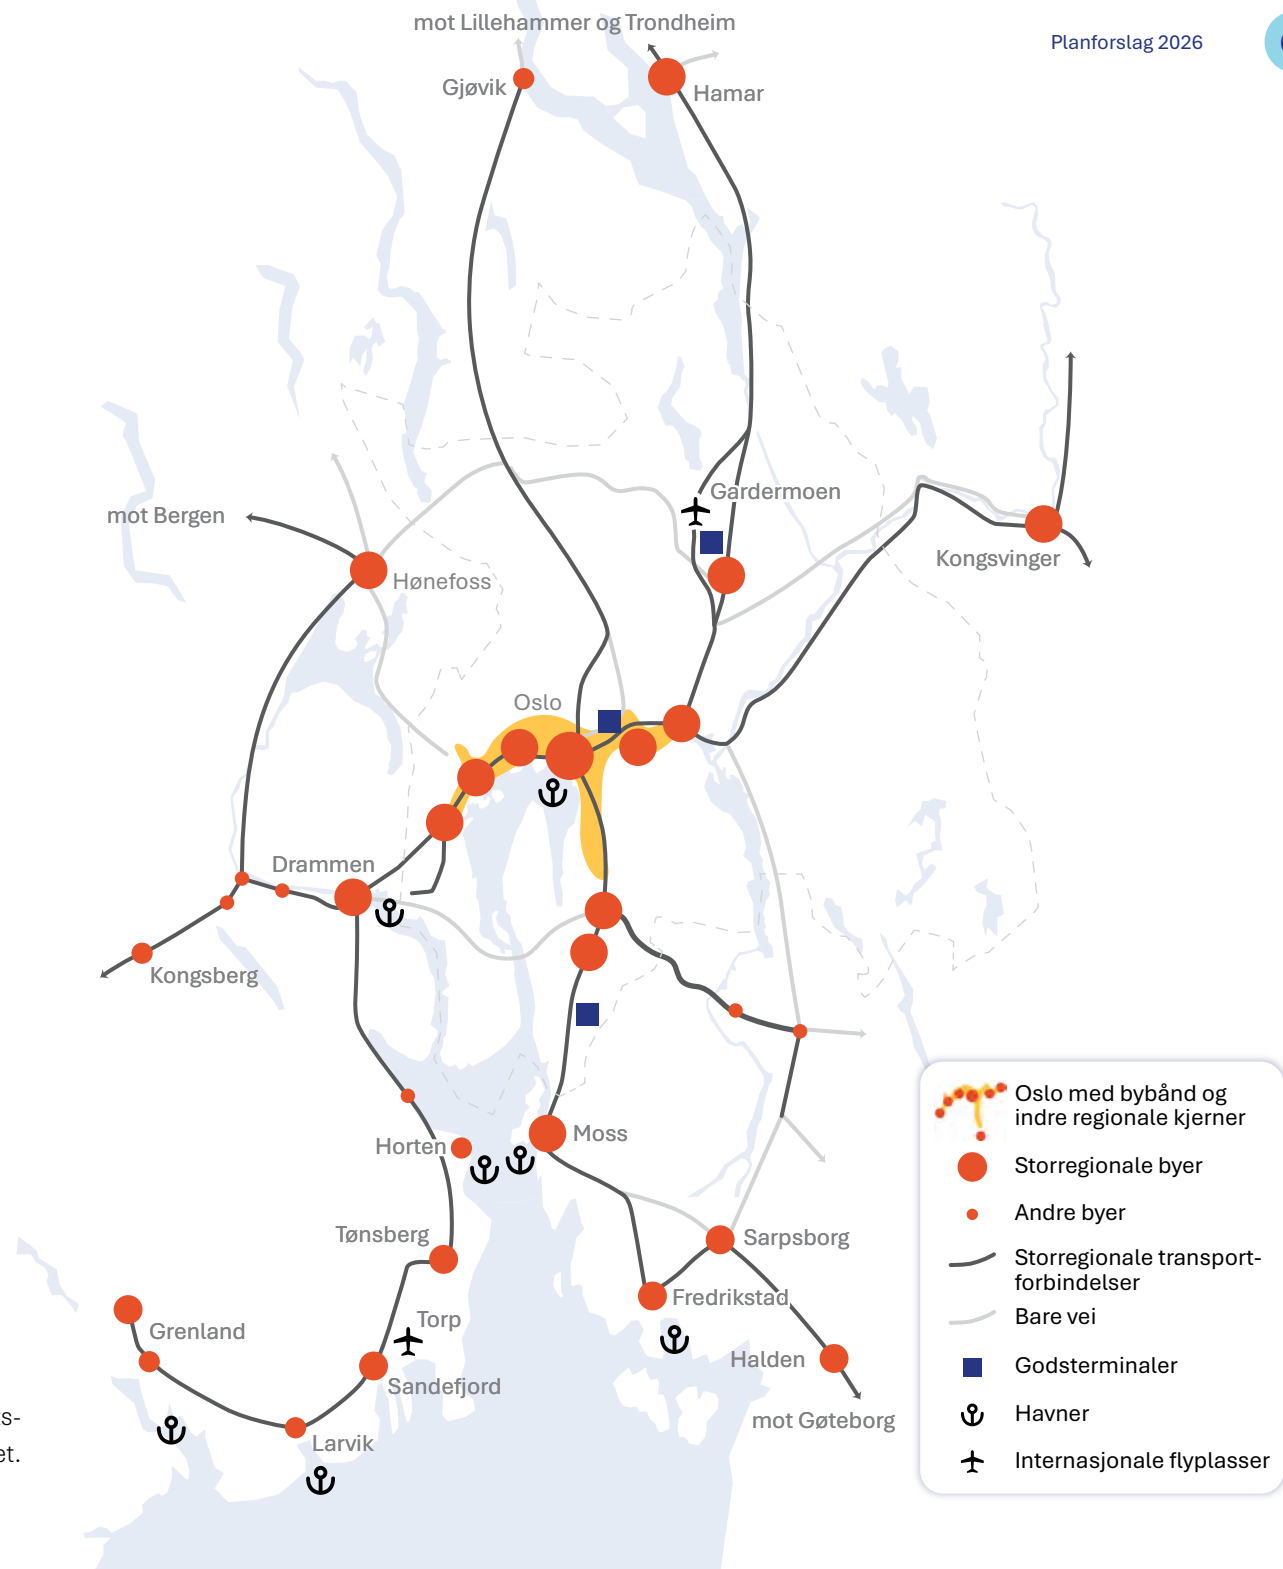 mot Lillehammer og Trondheim
Planforslag 2026
Gjøvik
Hamar
Gardermoen
mot Bergen
Kongsvinger
Hønefoss
Oslo
Drammen
Kongsberg
Horten
Moss
Tønsberg
Sarpsborg
Fredrikstad
Torp
Grenland
Halden
Sandefjord
mot Gøteborg
Larvik
ts-
et.
Oslo med bybånd og
indre regionale kjerner
Storregionale byer
Andre byer
Storregionale transport-
forbindelser
Bare vei
Godsterminaler
Havner
Internasjonale flyplasser